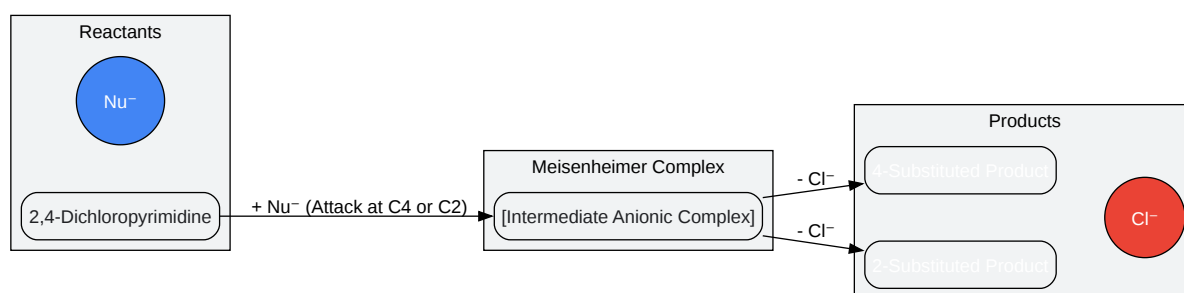 Reactants
Nu⁻
2,4-Dichloropyrimidine
+ Nu⁻ (Attack at C4 or C2)
Meisenheimer Complex
[Intermediate Anionic Complex]
- Cl⁻
- Cl⁻
Products
4-Substituted Product
2-Substituted Product
Cl⁻